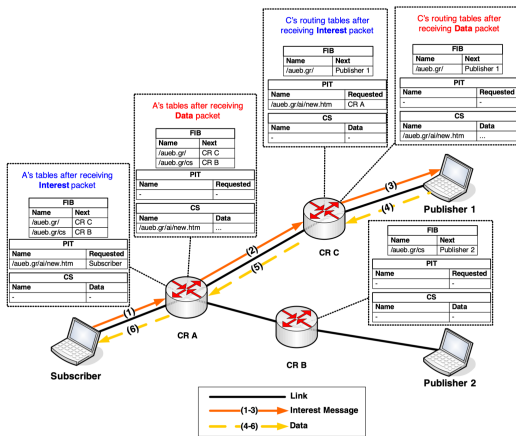 C's routing tables after
receiving Interest packet
FIB
Name Next
/aueb.gr/ Publisher 1
PIT
Name Requested
/aueb.gr/ai/new.htm CR A
CS
Name Data
- -
C's routing tables after
receiving Data packet
FIB
Name Next
/aueb.gr/ Publisher 1
PIT
Name Requested
- -
CS
Name Data
/aueb.gr/ai/new.htm ...
A's tables after receiving
Data packet
FIB
Name Next
/aueb.gr/ CR C
/aueb.gr/cs CR B
PIT
Name Requested
- -
CS
Name Data
/aueb.gr/ai/new.htm ...
A's tables after receiving
Interest packet
FIB
Name Next
/aueb.gr/ CR C
/aueb.gr/cs CR B
PIT
Name Requested
/aueb.gr/ai/new.htm Subscriber
CS
Name Data
- -
(3)
(4)
Publisher 1
(2)
(5)
CR C
FIB
Name Next
/aueb.gr/cs Publisher 2
PIT
Name Requested
- -
CS
Name Data
- -
(1)
(6)
CR A
Subscriber
CR B
Publisher 2
Link
(1-3) Interest Message
(4-6) Data